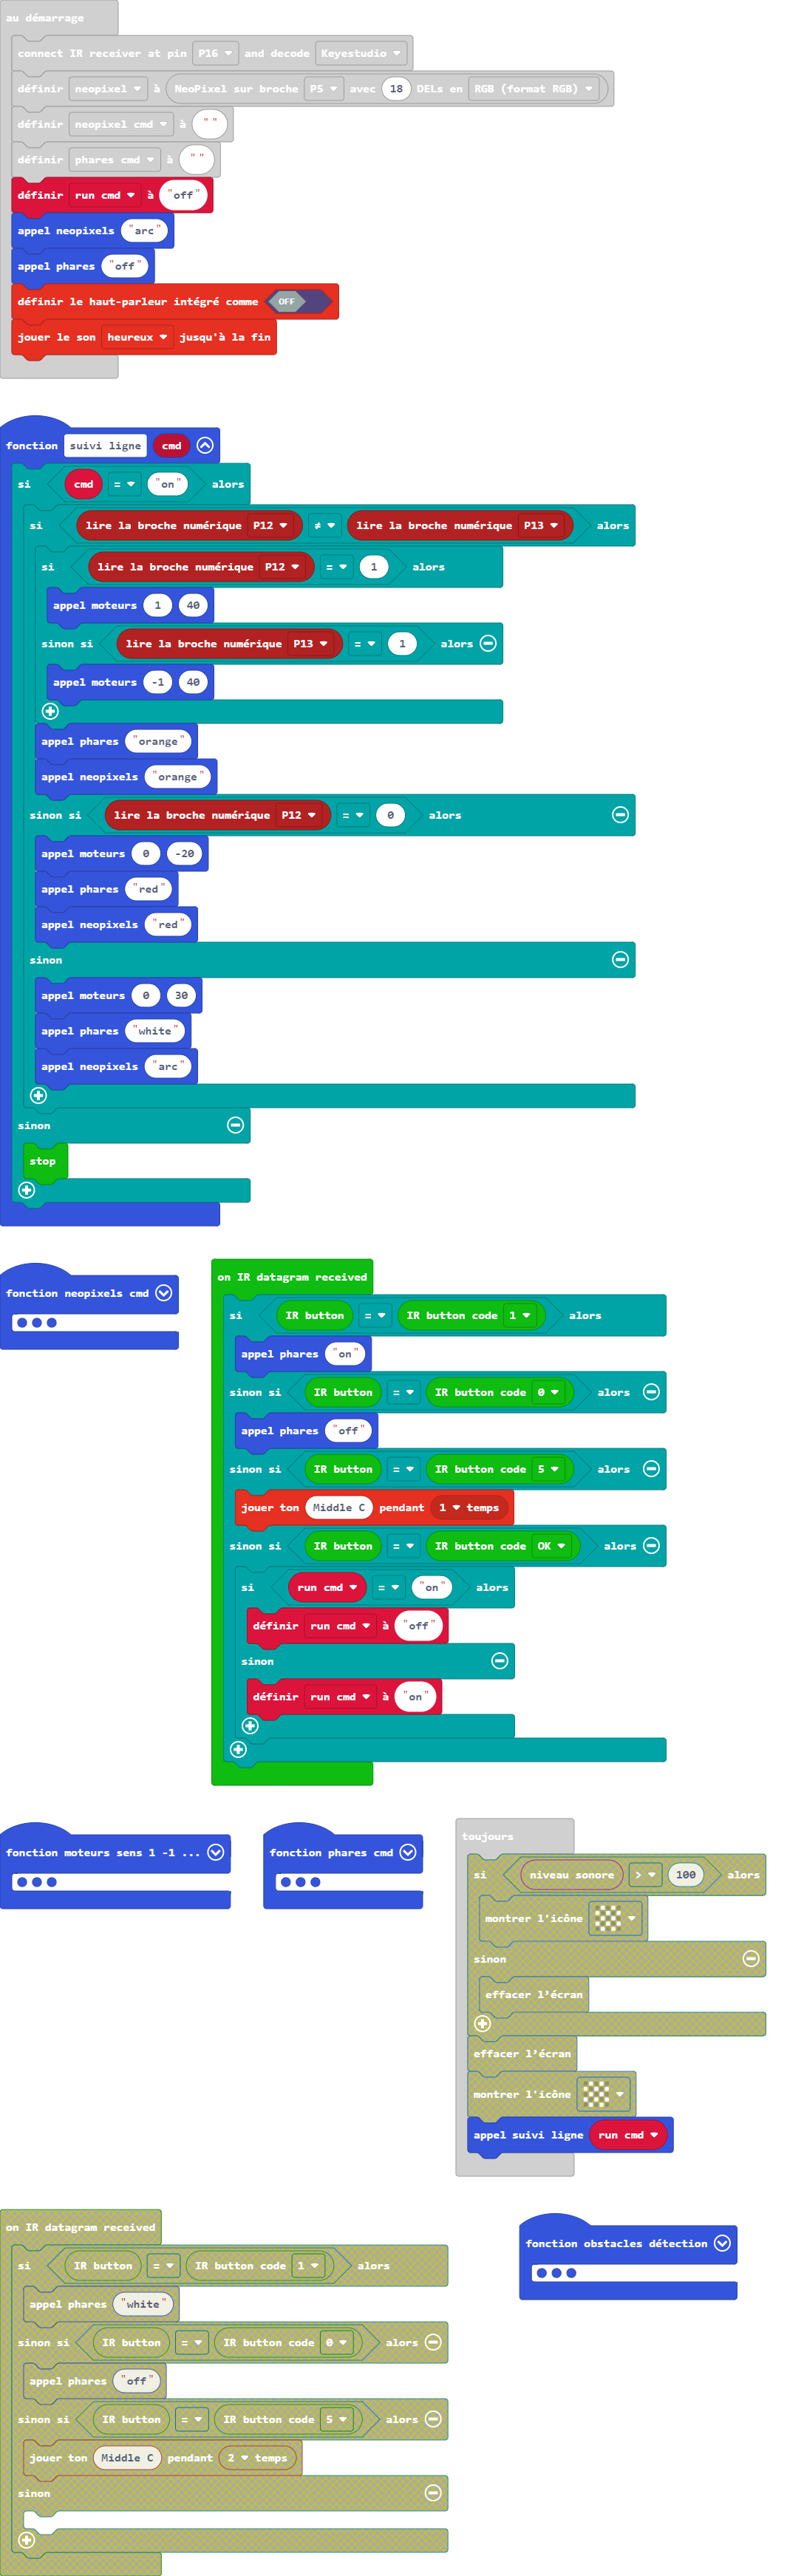 au démarrage
connect IR receiver at pin P16 and decode Keyestudio
définir neopixel à NeoPixel sur broche P5 avec 18 DELs en RGB (format RGB)
définir neopixel cmd à " "
définir phares cmd à " "
définir run cmd à "off"
appel neopixels "arc"
appel phares "off"
définir le haut-parleur intégré comme OFF
jouer le son heureux jusqu'à la fin
fonction suivi ligne cmd
si cmd = "on" alors
si lire la broche numérique P12 ≠ lire la broche numérique P13 alors
si lire la broche numérique P12 = 1 alors
appel moteurs 1 40
sinon si lire la broche numérique P13 = 1 alors
appel moteurs -1 40
appel phares "orange"
appel neopixels "orange"
sinon si lire la broche numérique P12 = 0 alors
appel moteurs 0 -20
appel phares "red"
appel neopixels "red"
sinon
appel moteurs 0 30
appel phares "white"
appel neopixels "arc"
sinon
stop
fonction neopixels cmd
on IR datagram received
si IR button = IR button code 1 alors
appel phares "on"
sinon si IR button = IR button code 0 alors
appel phares "off"
sinon si IR button = IR button code 5 alors
jouer ton Middle C pendant 1 temps
sinon si IR button = IR button code OK alors
si run cmd = "on" alors
définir run cmd à "off"
sinon
définir run cmd à "on"
fonction moteurs sens 1 -1 ...
fonction phares cmd
toujours
si niveau sonore > 100 alors
montrer l'icône
sinon
effacer l'écran
effacer l'écran
montrer l'icône
appel suivi ligne run cmd
on IR datagram received
si IR button = IR button code 1 alors
appel phares "white"
sinon si IR button = IR button code 0 alors
appel phares "off"
sinon si IR button = IR button code 5 alors
jouer ton Middle C pendant 2 temps
sinon
fonction obstacles détection